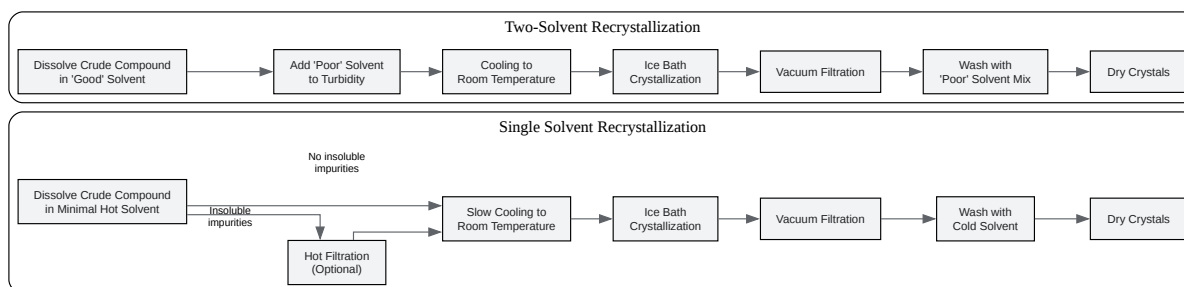 Two-Solvent Recrystallization
Dissolve Crude Compound
in 'Good' Solvent
Add 'Poor' Solvent
to Turbidity
Cooling to
Room Temperature
Ice Bath
Crystallization
Vacuum Filtration
Wash with
'Poor' Solvent Mix
Dry Crystals
Single Solvent Recrystallization
Dissolve Crude Compound
in Minimal Hot Solvent
No insoluble
impurities
Insoluble
impurities
Hot Filtration
(Optional)
Slow Cooling to
Room Temperature
Ice Bath
Crystallization
Vacuum Filtration
Wash with
Cold Solvent
Dry Crystals